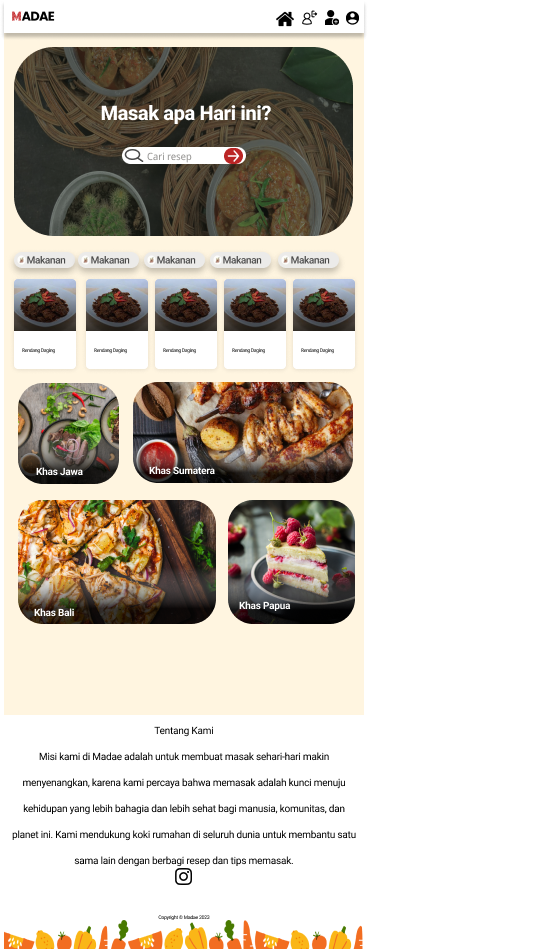 MADAE
Masak apa Hari ini?
Cari resep
Makanan Makanan Makanan Makanan Makanan
Rendang Daging Rendang Daging Rendang Daging Rendang Daging Rendang Daging
Khas Jawa Khas Sumatera
Khas Bali Khas Papua
Tentang Kami
Misi kami di Madae adalah untuk membuat masak sehari-hari makin
menyenangkan, karena kami percaya bahwa memasak adalah kunci menuju
kehidupan yang lebih bahagia dan lebih sehat bagi manusia, komunitas, dan
planet ini. Kami mendukung koki rumahan di seluruh dunia untuk membantu satu
sama lain dengan berbagi resep dan tips memasak.
Copyright © Madae 2023